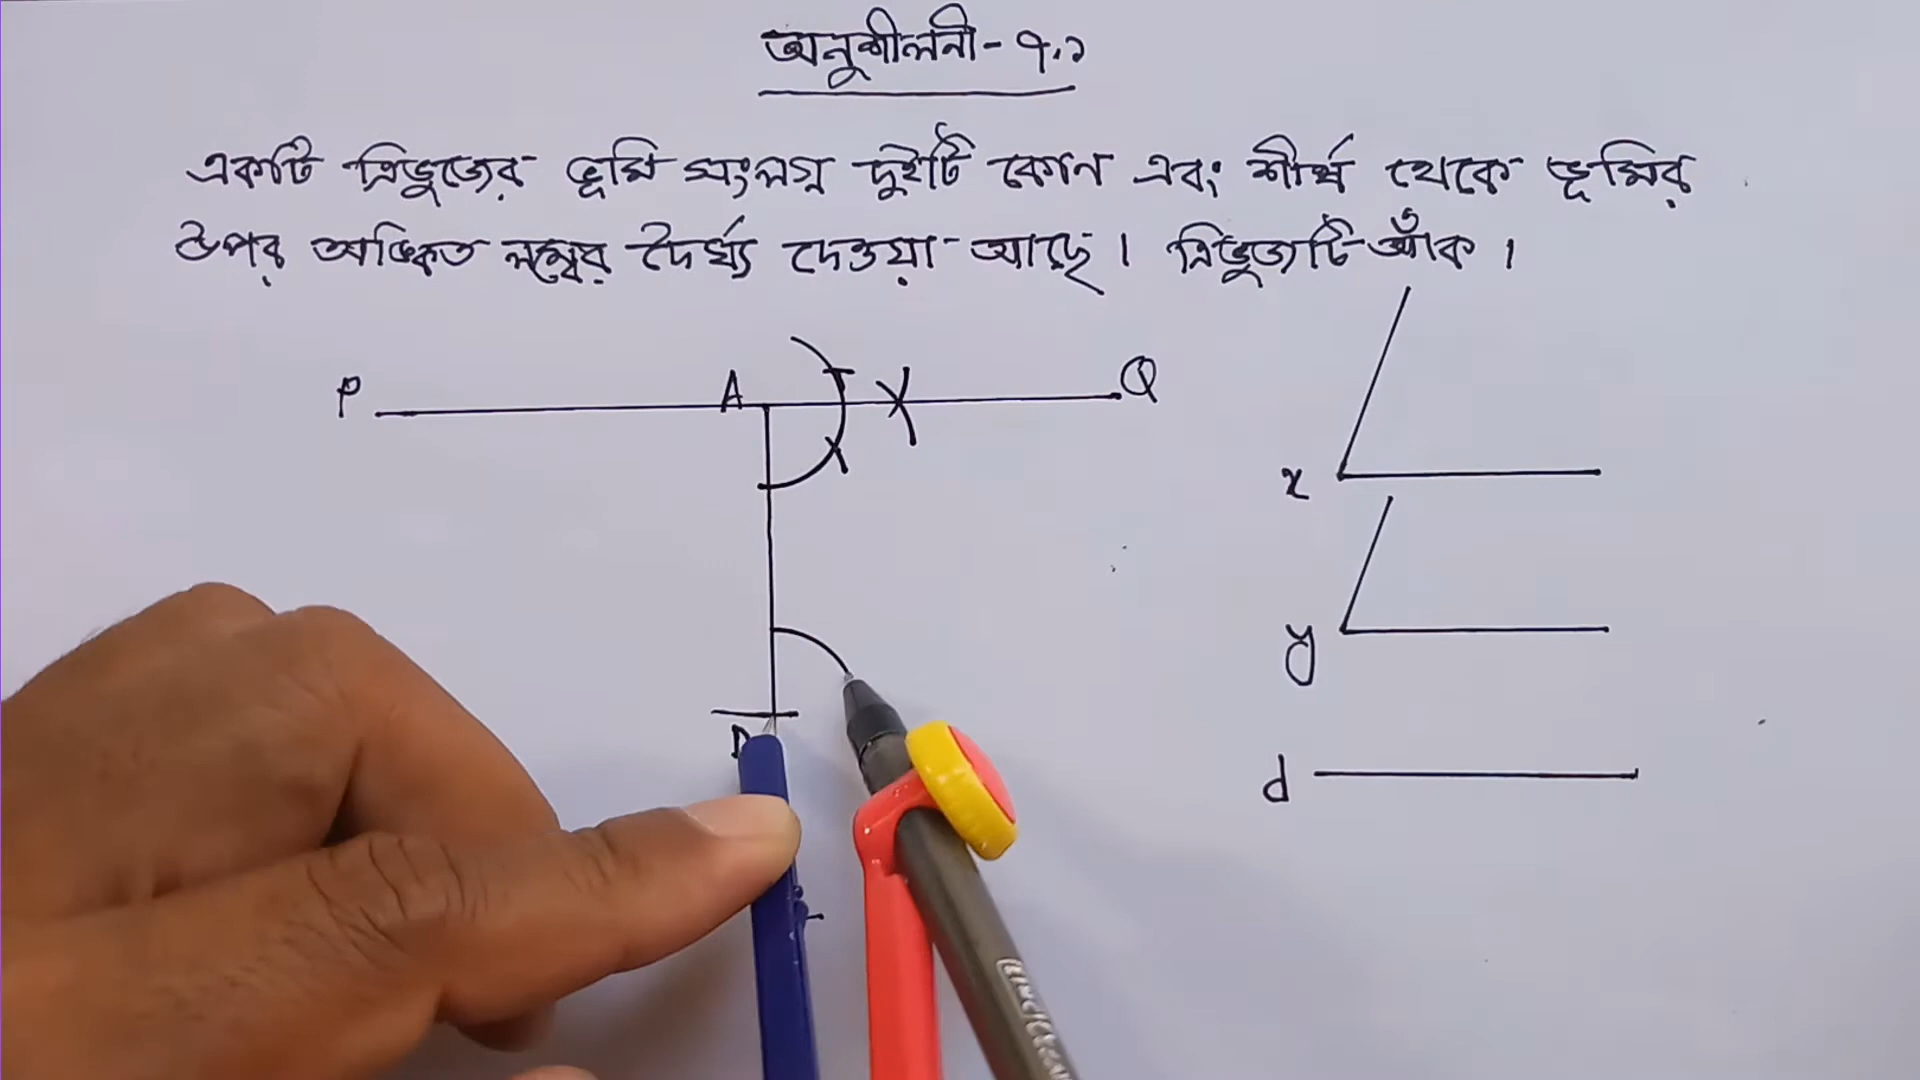 অনুশীলনী - ৭.১
একটি ত্রিভুজের ভূমি সংলগ্ন দুইটি কোন এবং শীর্ষ থেকে ভূমির
উপর অঙ্কিত লম্বের দৈর্ঘ্য দেওয়া আছে। ত্রিভুজটি আঁক।
P A Q
x
y
D
d